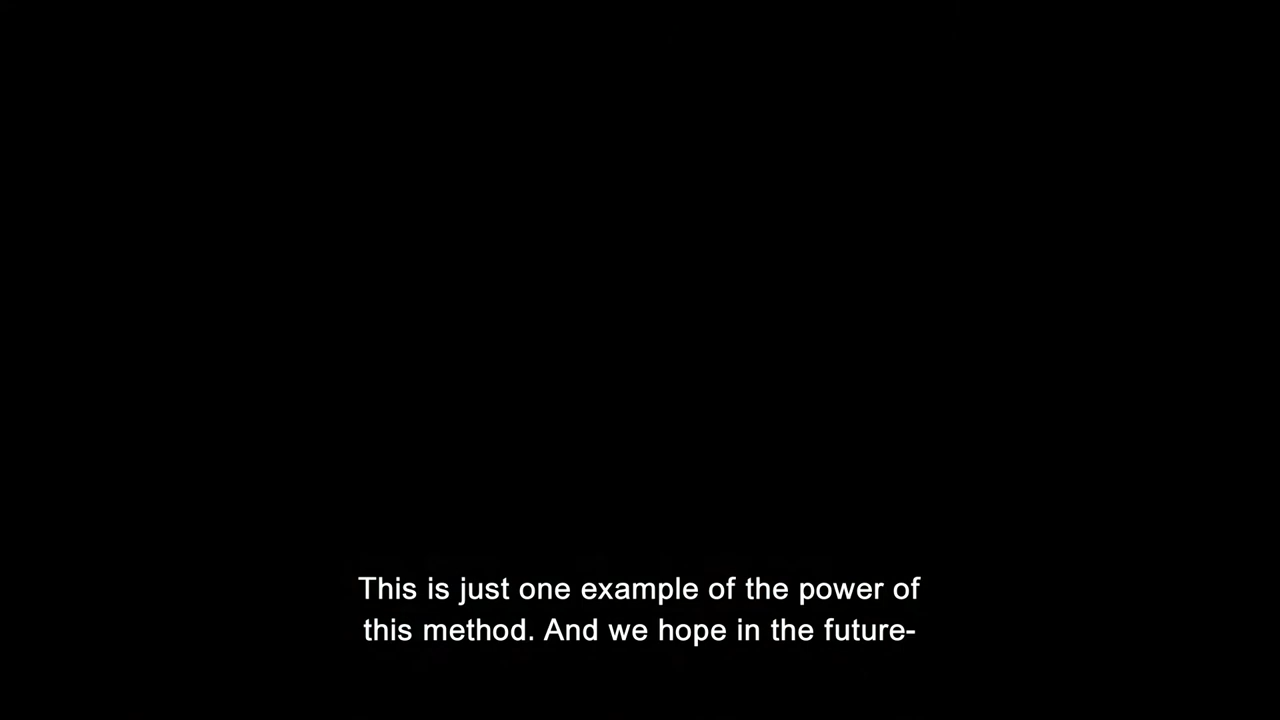 This is just one example of the power of
this method. And we hope in the future-